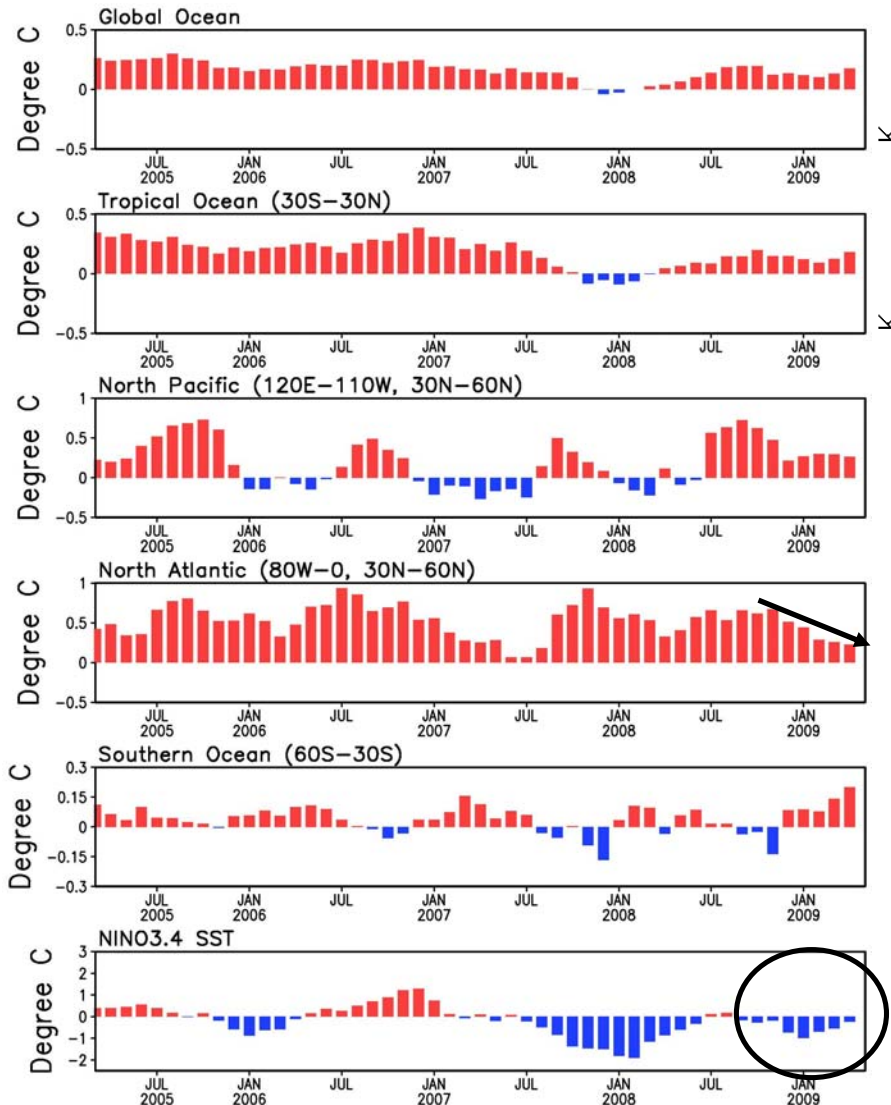 Global Ocean
Degree C
0.5
0
-0.5
JUL JAN JUL JAN JUL JAN JUL JAN
2005 2006 2007 2008 2009
K
Tropical Ocean (30S-30N)
Degree C
0.5
0
-0.5
JUL JAN JUL JAN JUL JAN JUL JAN
2005 2006 2007 2008 2009
K
North Pacific (120E-110W, 30N-60N)
Degree C
1
0.5
0
-0.5
JUL JAN JUL JAN JUL JAN JUL JAN
2005 2006 2007 2008 2009
North Atlantic (80W-0, 30N-60N)
Degree C
1
0.5
0
-0.5
JUL JAN JUL JAN JUL JAN JUL JAN
2005 2006 2007 2008 2009
Southern Ocean (60S-30S)
Degree C
0.3
0.15
0
-0.15
-0.3
JUL JAN JUL JAN JUL JAN JUL JAN
2005 2006 2007 2008 2009
NINO3.4 SST
Degree C
3
2
1
0
-1
-2
JUL JAN JUL JAN JUL JAN JUL JAN
2005 2006 2007 2008 2009